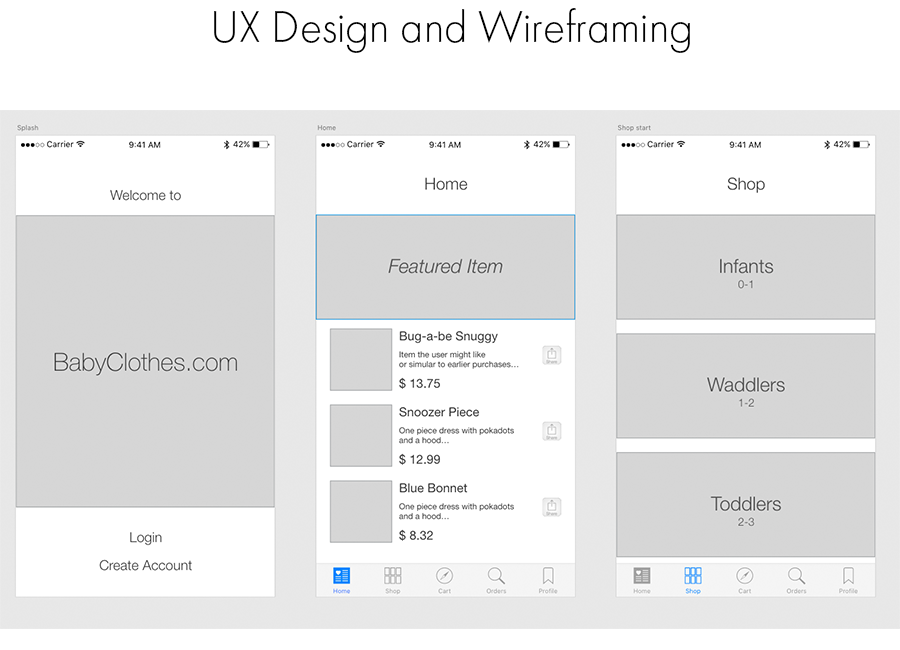 UX Design and Wireframing
Splash
Carrier 9:41 AM 42%
Welcome to
BabyClothes.com
Login
Create Account
Home
Carrier 9:41 AM 42%
Home
Featured Item
Bug-a-be Snuggy
Item the user might like
or simular to earlier purchases...
$ 13.75
Share
Snoozer Piece
One piece dress with pokadots
and a hood...
$ 12.99
Share
Blue Bonnet
One piece dress with pokadots
and a hood...
$ 8.32
Share
Home Shop Cart Orders Profile
Shop start
Carrier 9:41 AM 42%
Shop
Infants
0-1
Waddlers
1-2
Toddlers
2-3
Home Shop Cart Orders Profile